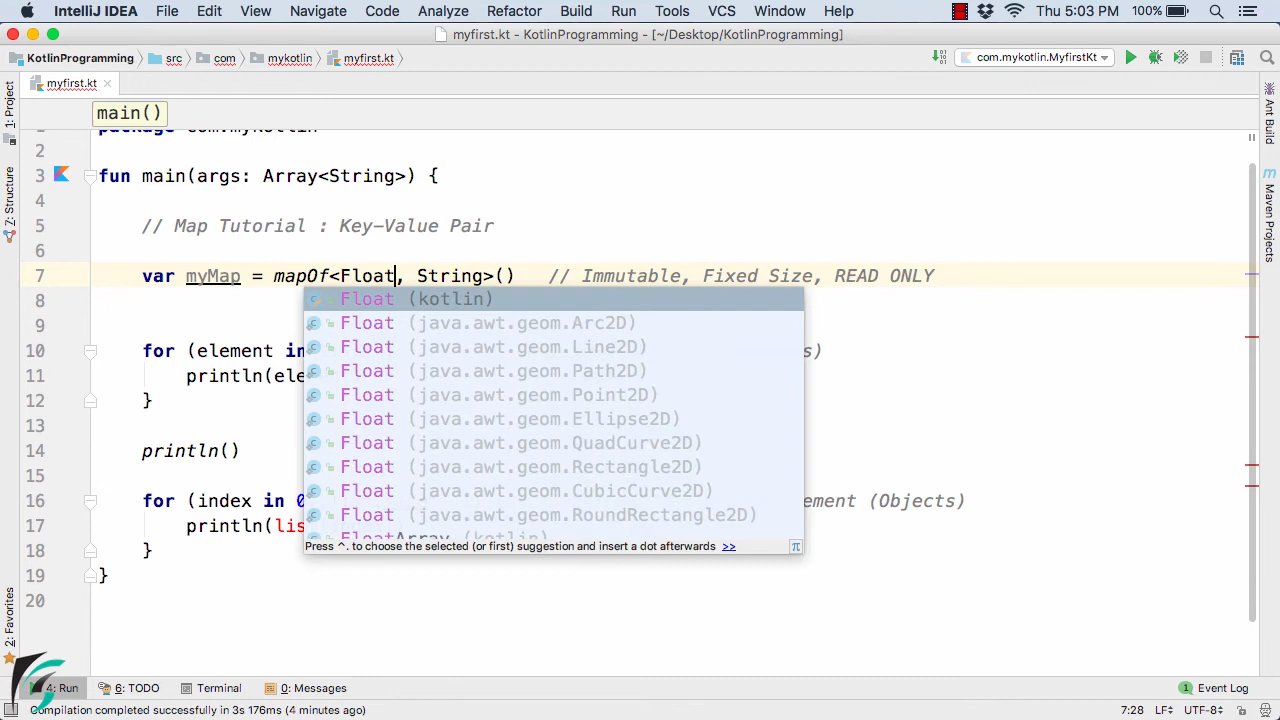 IntelliJ IDEA File Edit View Navigate Code Analyze Refactor Build Run Tools VCS Window Help Thu 5:03 PM 100%
myfirst.kt - KotlinProgramming - [~/Desktop/KotlinProgramming]
KotlinProgramming src com mykotlin myfirst.kt com.mykotlin.MyfirstKt
myfirst.kt
main()
1: Project
7: Structure
2: Favorites
Ant Build
Maven Projects
1 package com.mykotlin
2
3 fun main(args: Array<String>) {
4
5 // Map Tutorial : Key-Value Pair
6
7 var myMap = mapOf<Float, String>() // Immutable, Fixed Size, READ ONLY
8
9
10 for (element in s)
11 println(ele
12 }
13
14 println()
15
16 for (index in 0 ement (Objects)
17 println(lis
18 }
19 }
20
Float (kotlin)
Float (java.awt.geom.Arc2D)
Float (java.awt.geom.Line2D)
Float (java.awt.geom.Path2D)
Float (java.awt.geom.Point2D)
Float (java.awt.geom.Ellipse2D)
Float (java.awt.geom.QuadCurve2D)
Float (java.awt.geom.Rectangle2D)
Float (java.awt.geom.CubicCurve2D)
Float (java.awt.geom.RoundRectangle2D)
FloatArray (kotlin)
Press ^. to choose the selected (or first) suggestion and insert a dot afterwards >> π
4: Run 6: TODO Terminal 0: Messages 1 Event Log
Compilation completed successfully in 3s 176ms (4 minutes ago) 7:28 LF UTF-8